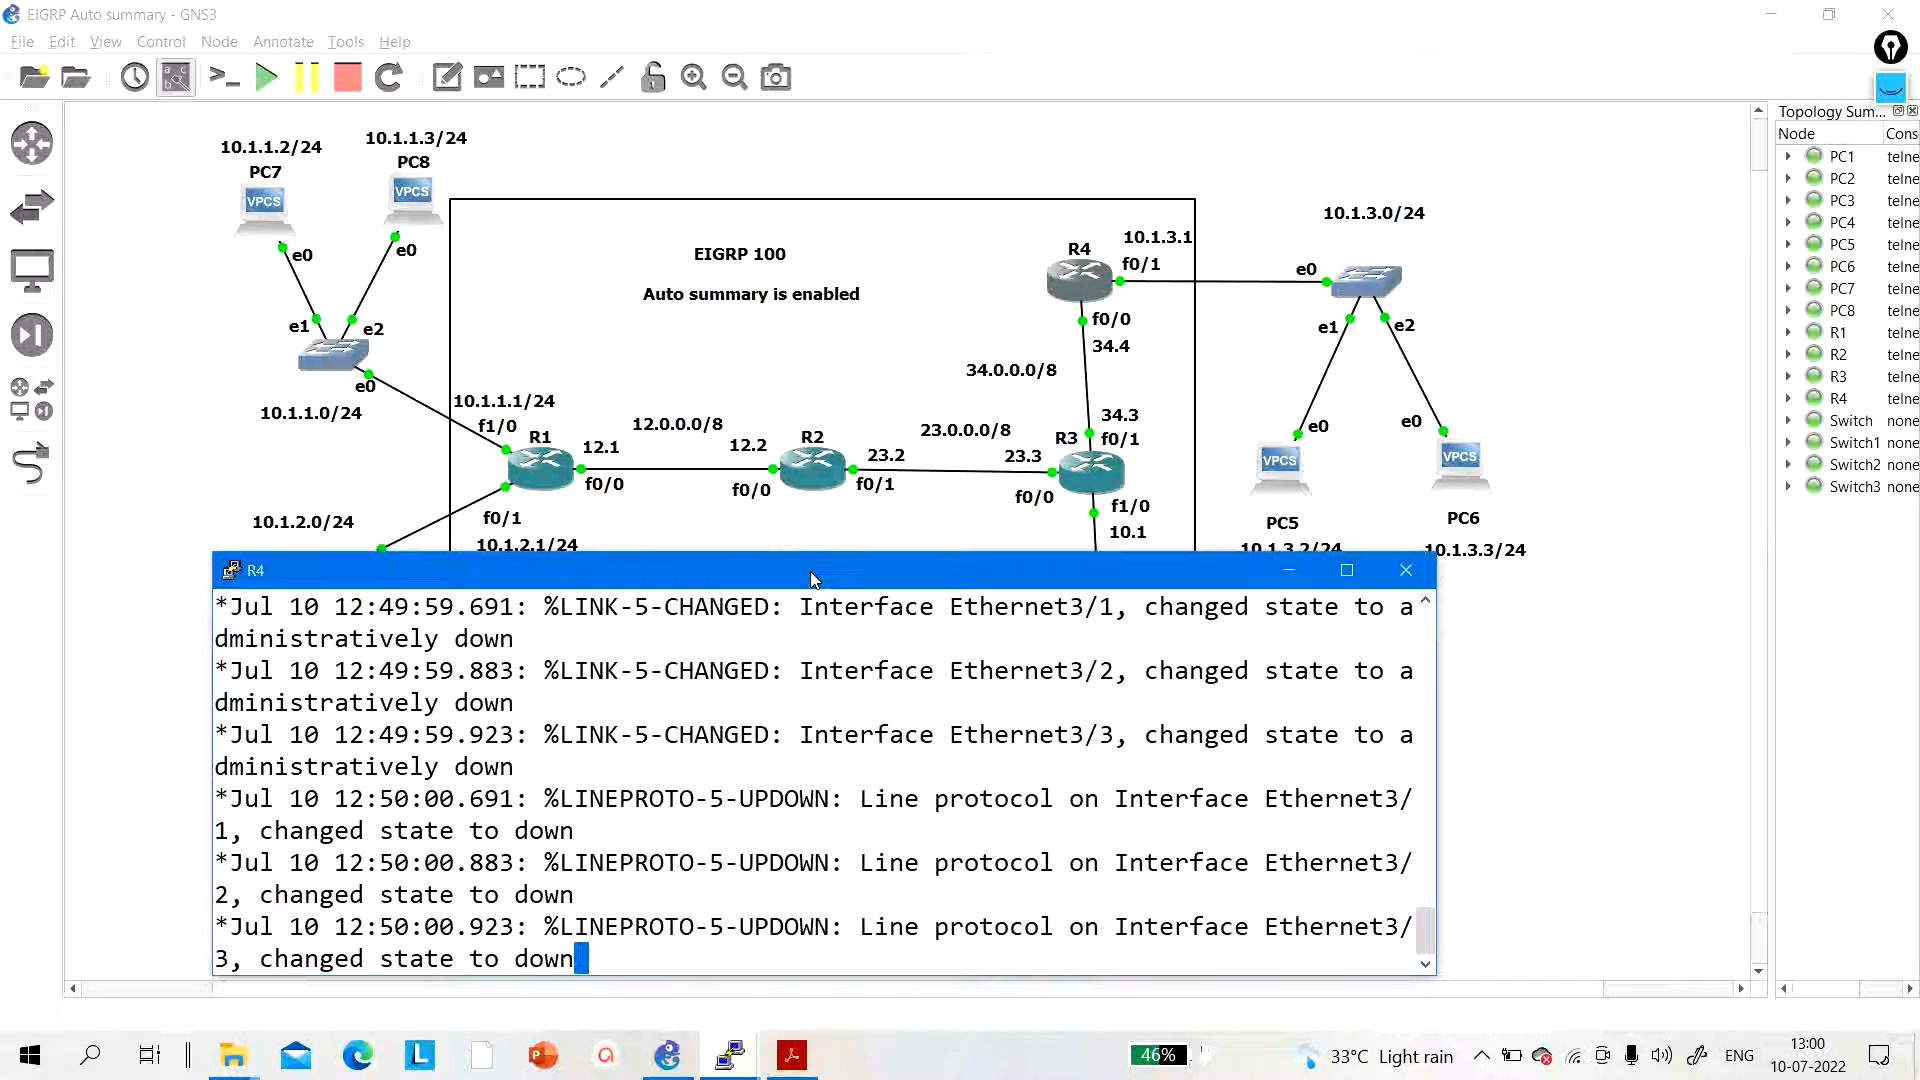 EIGRP Auto summary - GNS3
File Edit View Control Node Annotate Tools Help
Topology Sum...
Node Cons
PC1 telne
PC2 telne
PC3 telne
PC4 telne
PC5 telne
PC6 telne
PC7 telne
PC8 telne
R1 telne
R2 telne
R3 telne
R4 telne
Switch none
Switch1 none
Switch2 none
Switch3 none
10.1.1.2/24
PC7
VPCS
e0
10.1.1.3/24
PC8
VPCS
e0
e1
e2
e0
10.1.1.0/24
EIGRP 100
Auto summary is enabled
10.1.3.1
R4
f0/1
f0/0
34.4
34.0.0.0/8
34.3
f0/1
10.1.3.0/24
e0
e1
e2
e0
e0
VPCS
VPCS
PC5
PC6
10.1.3.2/24
10.1.3.3/24
10.1.1.1/24
f1/0
R1
12.1
f0/0
12.0.0.0/8
12.2
R2
f0/0
23.2
f0/1
23.0.0.0/8
23.3
R3
f0/0
f1/0
10.1
10.1.2.0/24
f0/1
10.1.2.1/24
R4
*Jul 10 12:49:59.691: %LINK-5-CHANGED: Interface Ethernet3/1, changed state to a
dministratively down
*Jul 10 12:49:59.883: %LINK-5-CHANGED: Interface Ethernet3/2, changed state to a
dministratively down
*Jul 10 12:49:59.923: %LINK-5-CHANGED: Interface Ethernet3/3, changed state to a
dministratively down
*Jul 10 12:50:00.691: %LINEPROTO-5-UPDOWN: Line protocol on Interface Ethernet3/
1, changed state to down
*Jul 10 12:50:00.883: %LINEPROTO-5-UPDOWN: Line protocol on Interface Ethernet3/
2, changed state to down
*Jul 10 12:50:00.923: %LINEPROTO-5-UPDOWN: Line protocol on Interface Ethernet3/
3, changed state to down
46%
33°C Light rain
ENG
13:00
10-07-2022